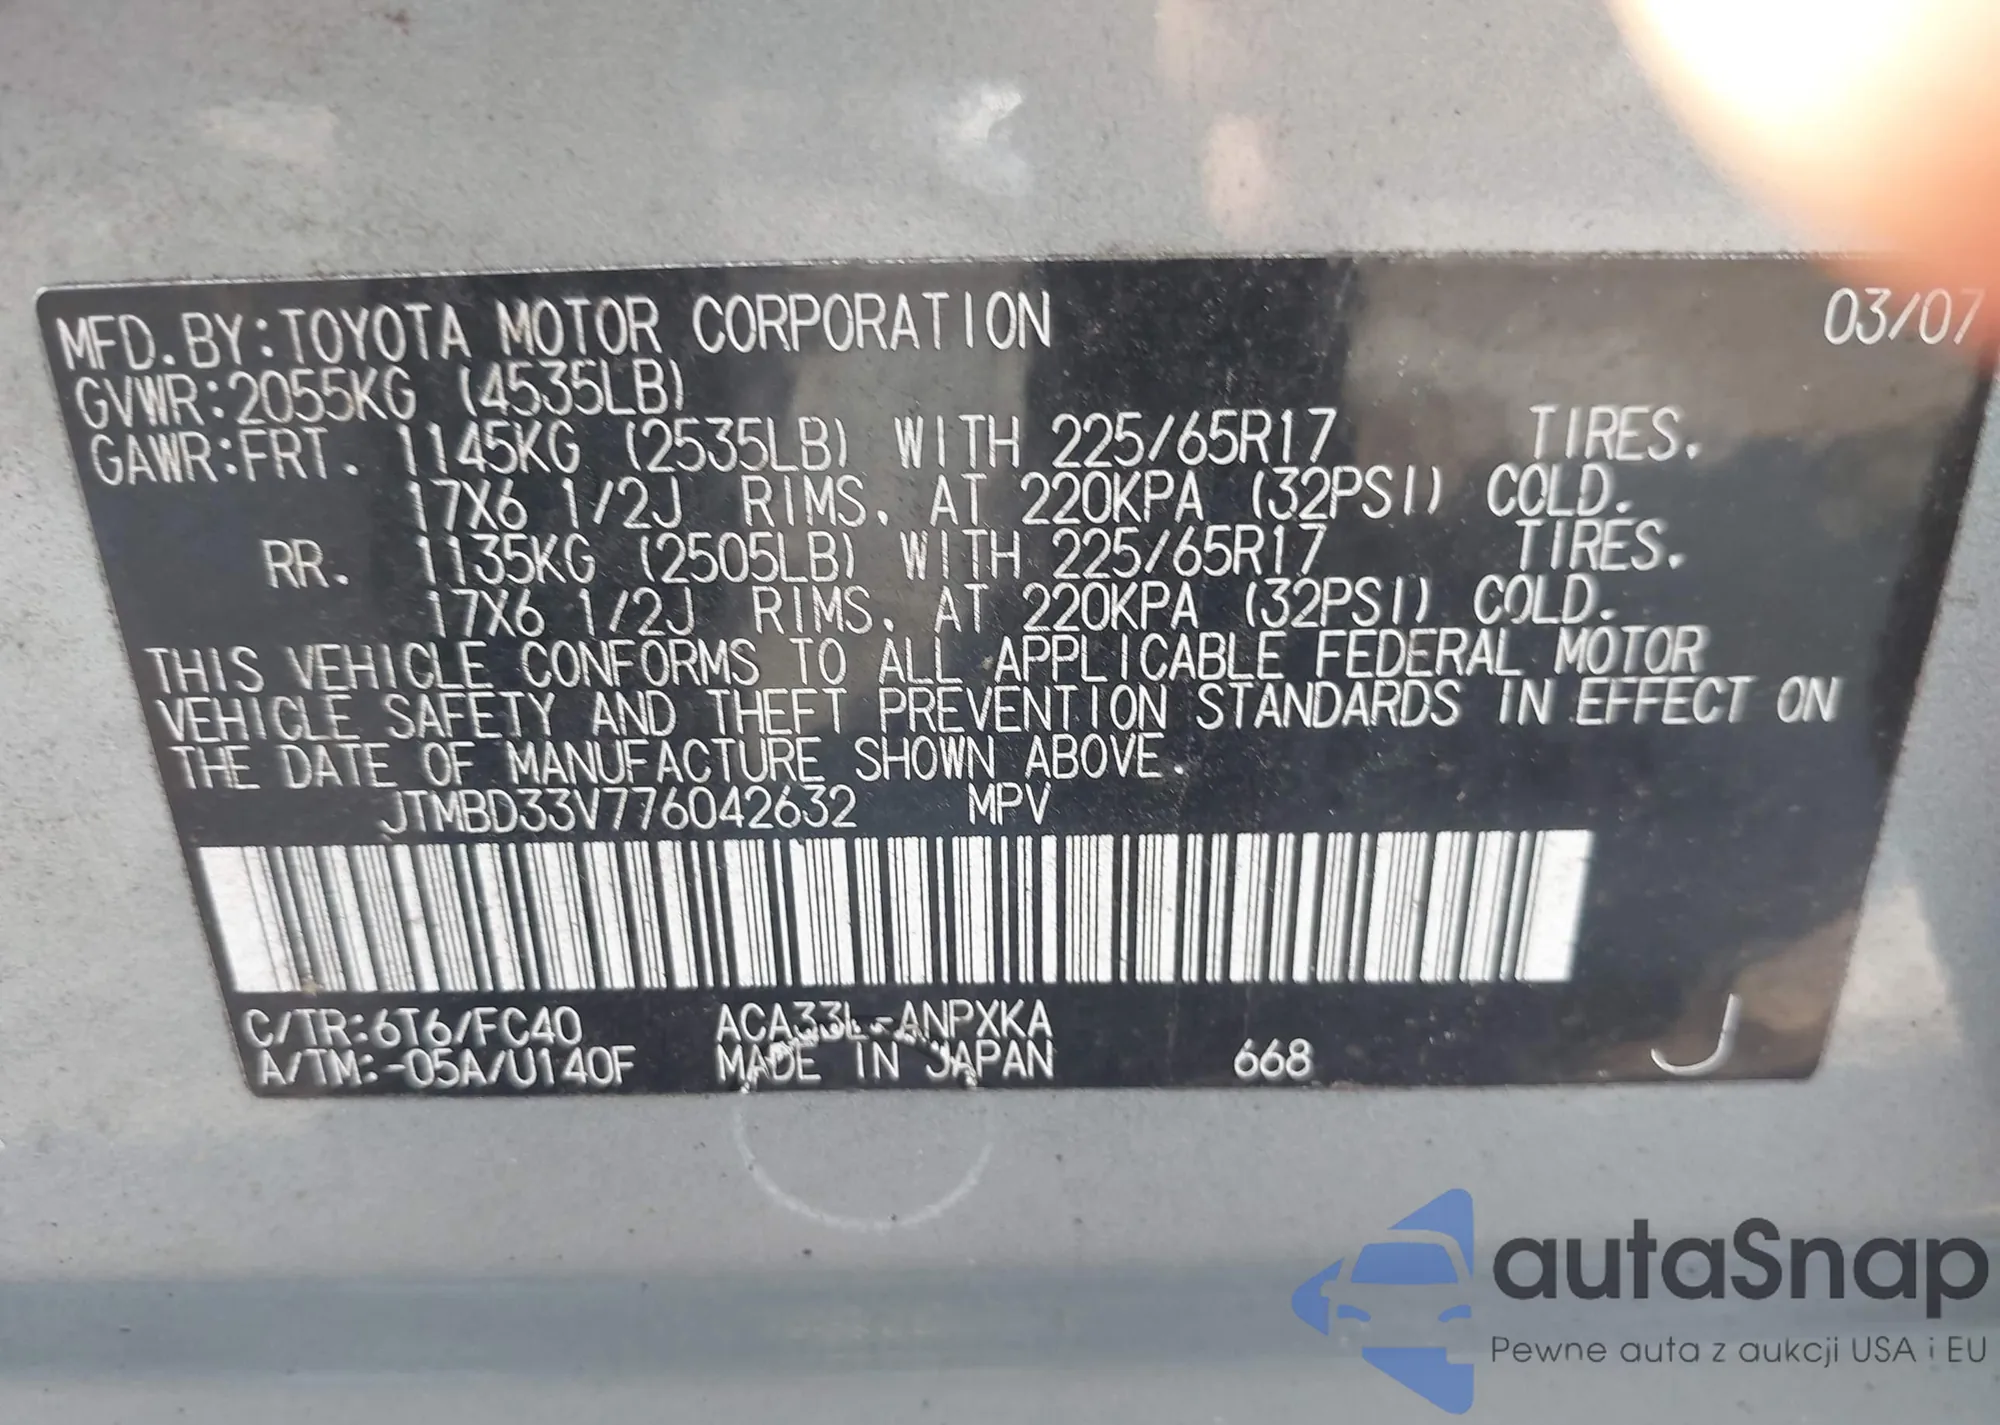 MFD.BY:TOYOTA MOTOR CORPORATION 03/07
GVWR:2055KG (4535LB)
GAWR:FRT. 1145KG (2535LB) WITH 225/65R17 TIRES.
17X6 1/2J RIMS, AT 220KPA (32PSI) COLD.
RR. 1135KG (2505LB) WITH 225/65R17 TIRES.
17X6 1/2J RIMS, AT 220KPA (32PSI) COLD.
THIS VEHICLE CONFORMS TO ALL APPLICABLE FEDERAL MOTOR
VEHICLE SAFETY AND THEFT PREVENTION STANDARDS IN EFFECT ON
THE DATE OF MANUFACTURE SHOWN ABOVE.
JTMBD33V776042632 MPV
C/TR:6T6/FC40 ACA33L-ANPXKA
A/TM:-05A/U140F MADE IN JAPAN 668 J
autaSnap
Pewne auta z aukcji USA i EU